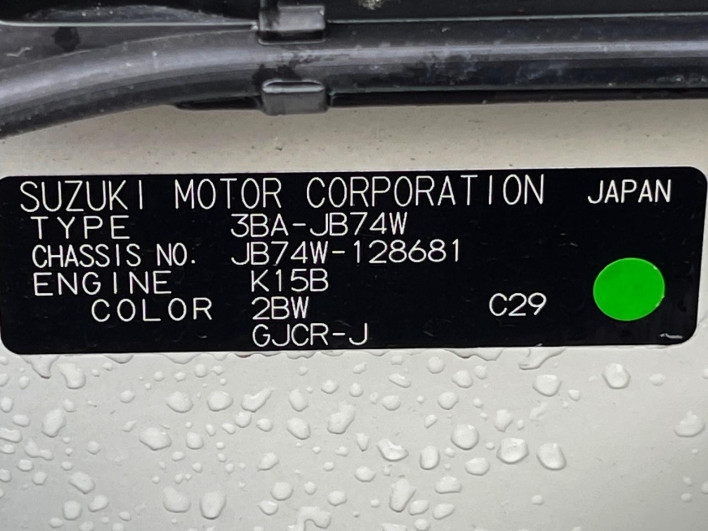 SUZUKI MOTOR CORPORATION JAPAN
TYPE 3BA-JB74W
CHASSIS NO. JB74W-128681
ENGINE K15B
COLOR 2BW C29
GJCR-J